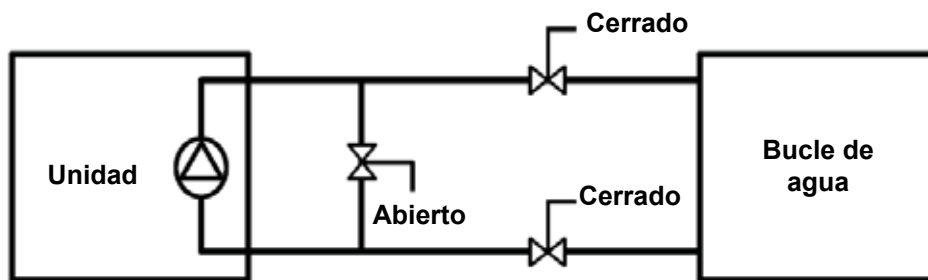 Cerrado
Unidad
Bucle de
agua
Cerrado
Abierto